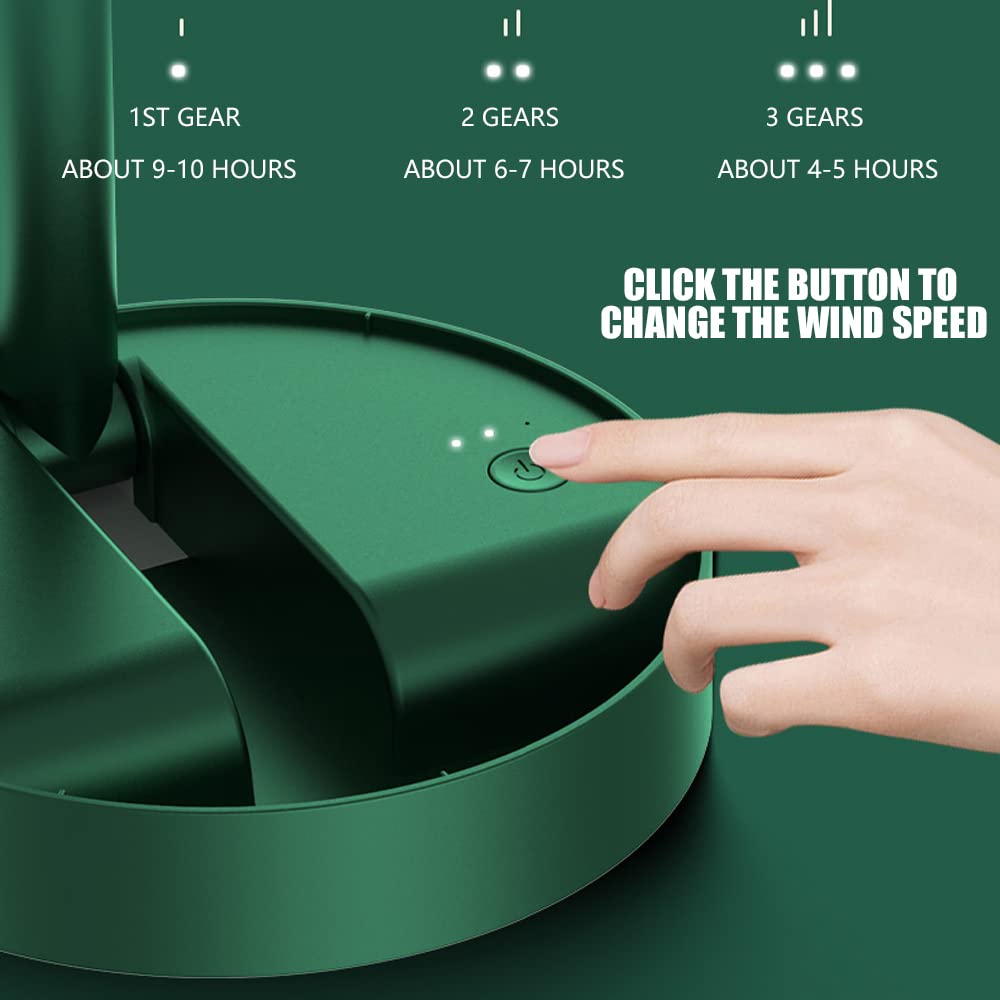 1ST GEAR
2 GEARS
3 GEARS
ABOUT 9-10 HOURS
ABOUT 6-7 HOURS
ABOUT 4-5 HOURS
CLICK THE BUTTON TO
CHANGE THE WIND SPEED